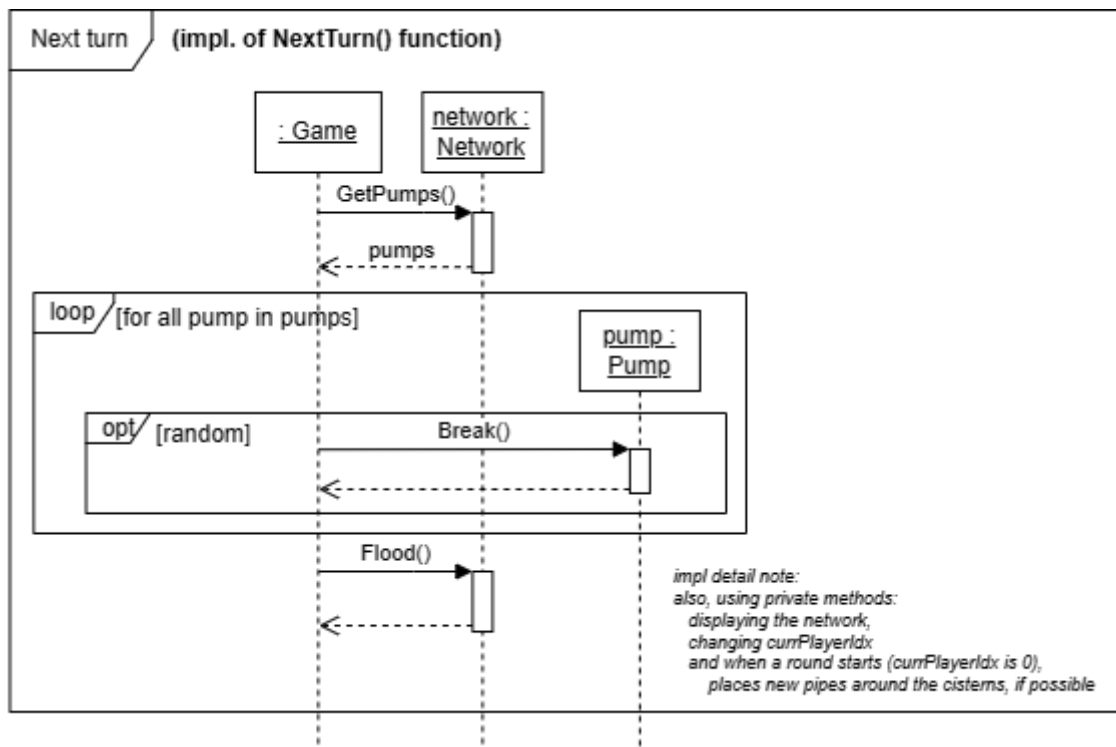 Next turn
(impl. of NextTurn() function)
: Game
network :
Network
GetPumps()
pumps
loop
[for all pump in pumps]
pump :
Pump
opt
[random]
Break()
Flood()
impl detail note:
also, using private methods:
displaying the network,
changing currPlayerIdx
and when a round starts (currPlayerIdx is 0),
places new pipes around the cisterns, if possible